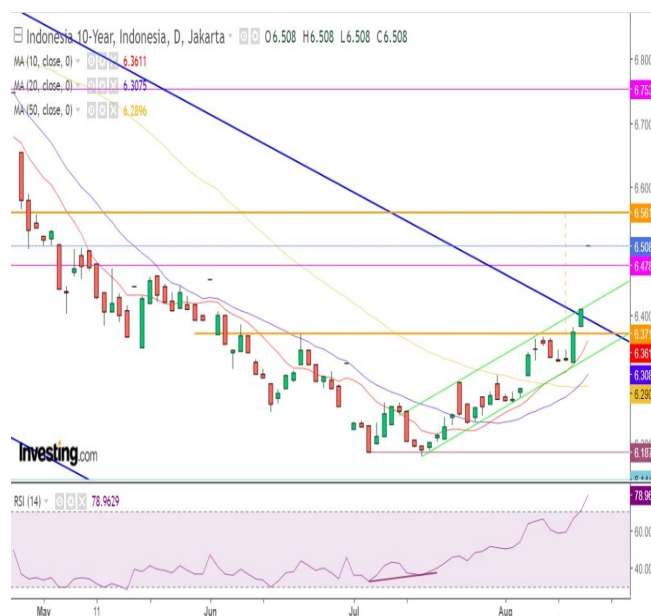 Indonesia 10-Year, Indonesia, D, Jakarta O6.508 H6.508 L6.508 C6.508
MA (10, close, 0) 6.3611
MA (20, close, 0) 6.3075
MA (50, close, 0) 6.2896
6.800
6.753
6.700
6.600
6.561
6.508
6.478
6.400
6.371
6.361
6.308
6.290
6.187
Investing.com
RSI (14) 78.9629
78.96
60.00
40.00
May 11 Jun Jul Aug